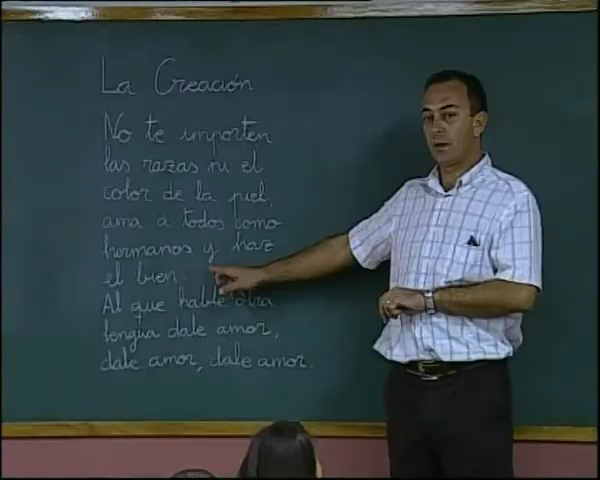 La Creación
No te importen
las razas ni el
color de la piel,
ama a todos como
hermanos y haz
el bien.
Al que hable otra
lengua dale amor,
dale amor, dale amor.